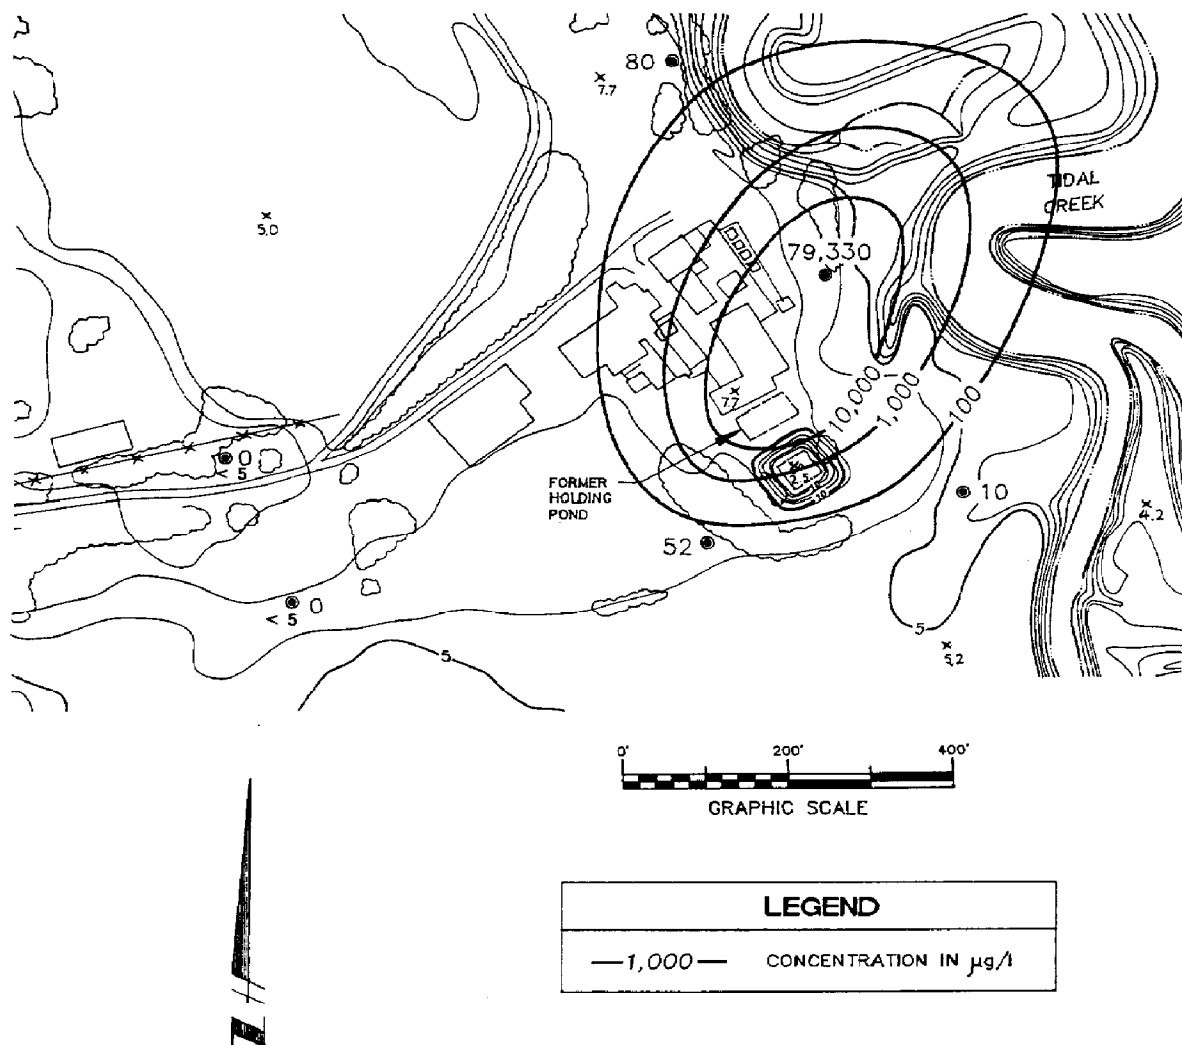 80
7.7
TIDAL
CREEK
5.0
79,330
7.7
10,000
1,000
100
0
< 5
FORMER
HOLDING
POND
10
4.2
52
0
< 5
5
5
5.2
0'
200'
400'
GRAPHIC SCALE
LEGEND
1,000
CONCENTRATION IN µg/l